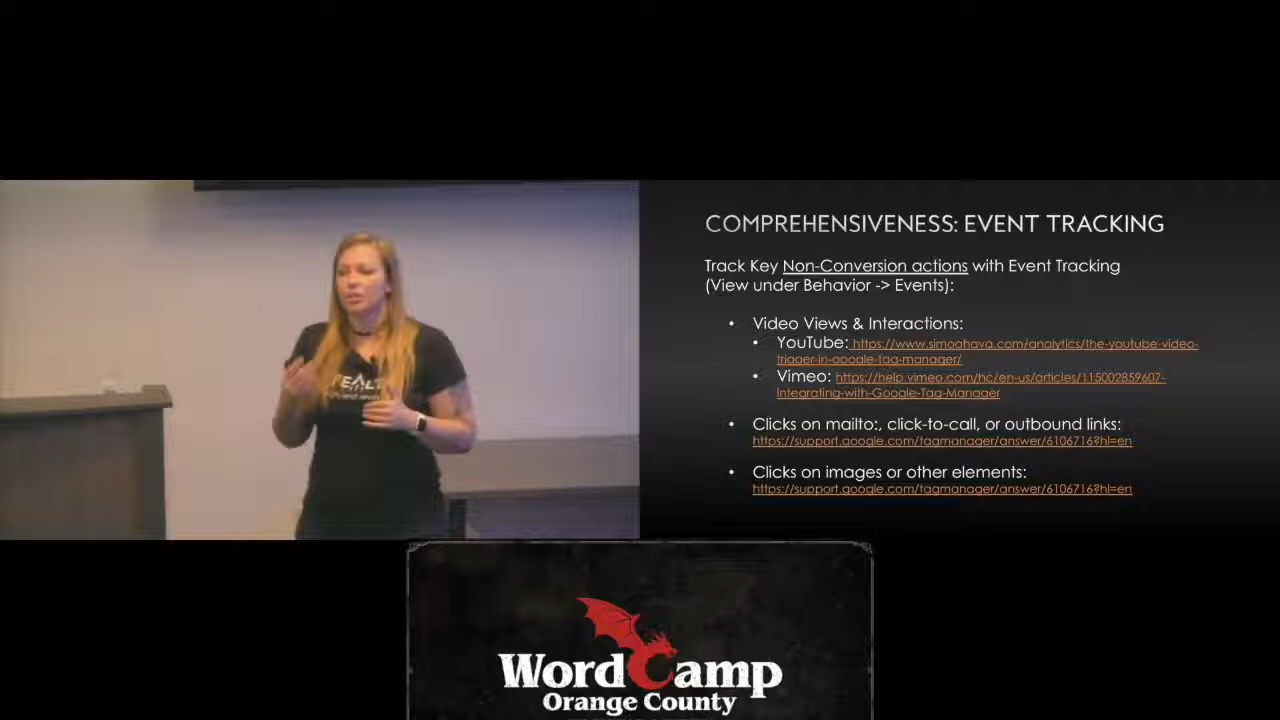 COMPREHENSIVENESS: EVENT TRACKING
Track Key Non-Conversion actions with Event Tracking
(View under Behavior -> Events):
• Video Views & Interactions:
• YouTube: https://www.simoahava.com/analytics/the-youtube-video-
trigger-in-google-tag-manager/
• Vimeo: https://help.vimeo.com/hc/en-us/articles/115002859607-
Integrating-with-Google-Tag-Manager
• Clicks on mailto:, click-to-call, or outbound links:
https://support.google.com/tagmanager/answer/6106716?hl=en
• Clicks on images or other elements:
https://support.google.com/tagmanager/answer/6106716?hl=en
WordCamp
Orange County